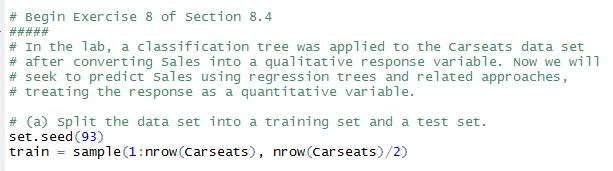 # Begin Exercise 8 of Section 8.4
#####
# In the lab, a classification tree was applied to the Carseats data set
# after converting Sales into a qualitative response variable. Now we will
# seek to predict Sales using regression trees and related approaches,
# treating the response as a quantitative variable.
# (a) Split the data set into a training set and a test set.
set.seed(93)
train = sample(1:nrow(Carseats), nrow(Carseats)/2)